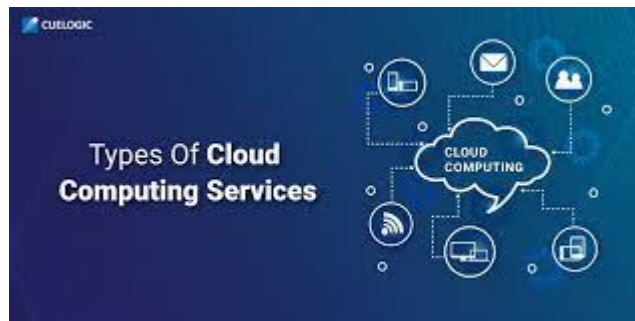 CUELOGIC
Types Of Cloud
Computing Services
CLOUD
COMPUTING